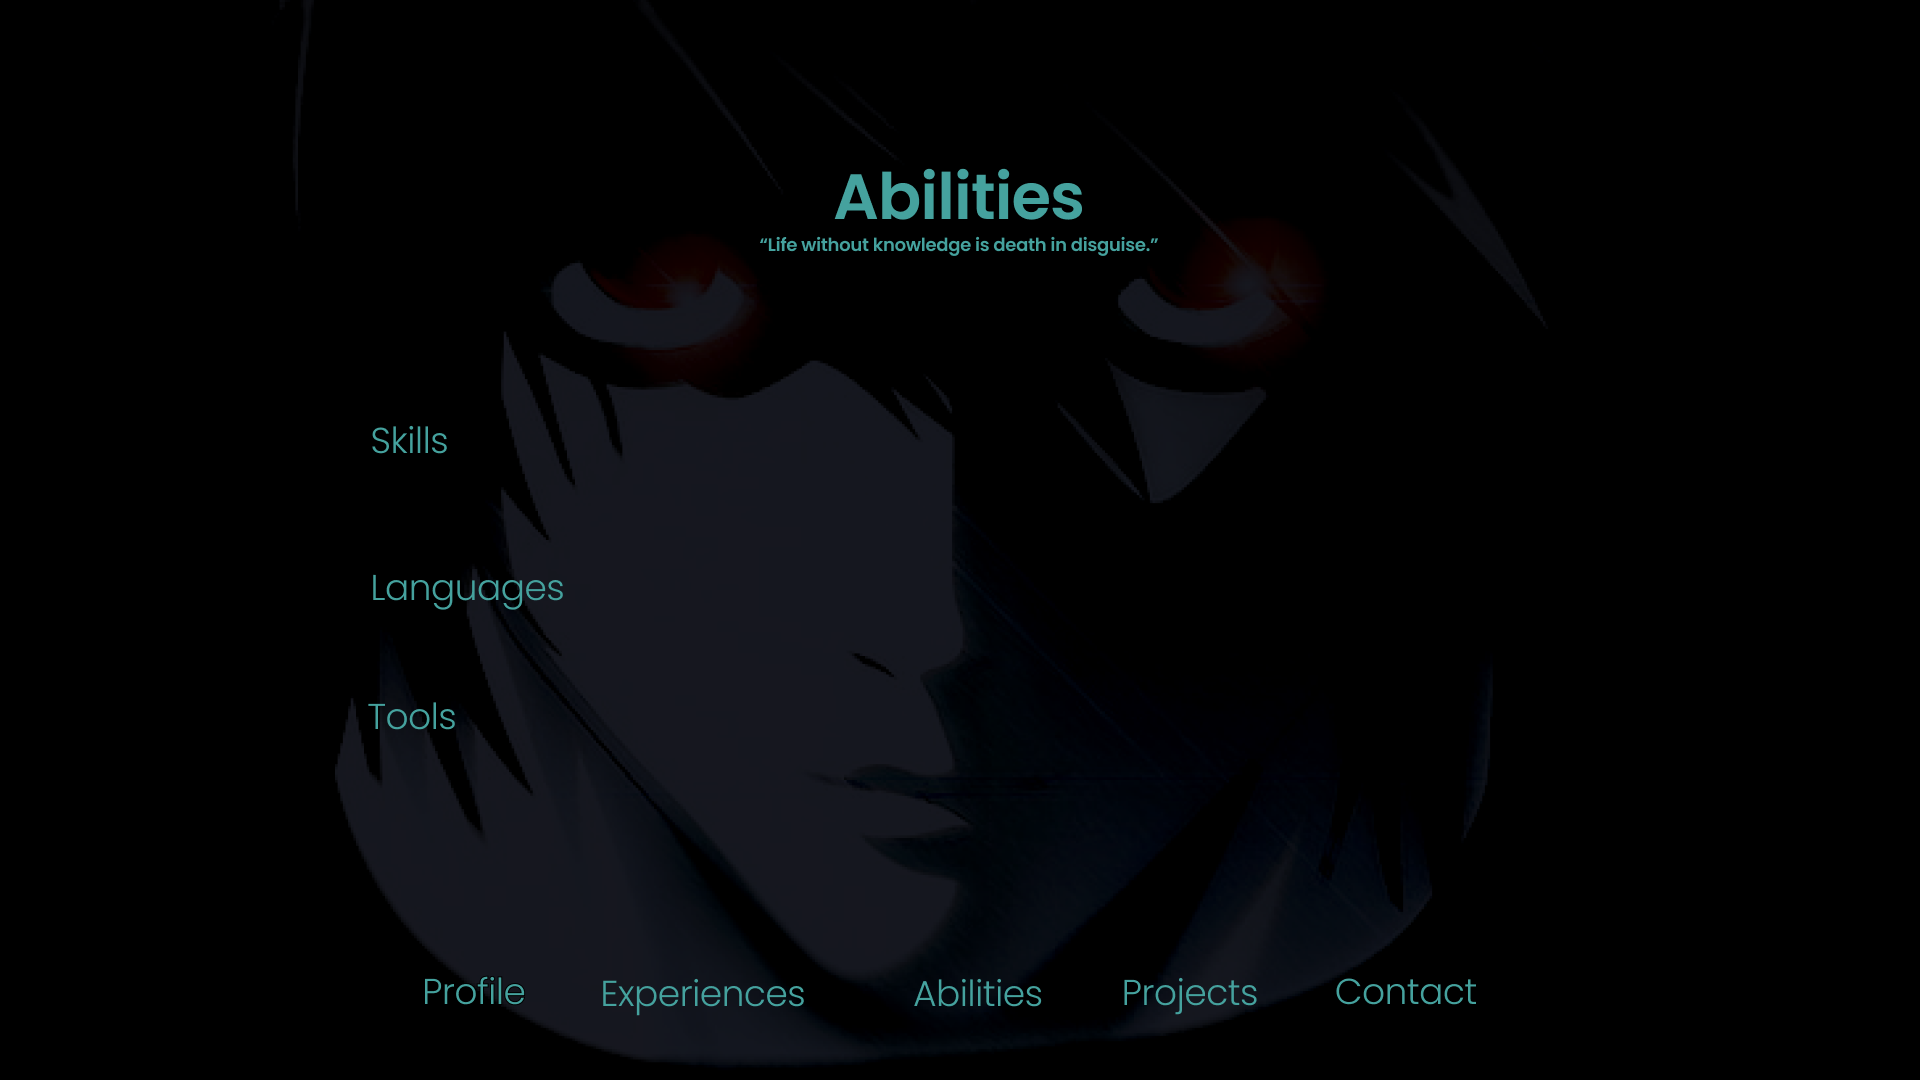 Abilities
“Life without knowledge is death in disguise.”
Skills
Languages
Tools
Profile
Experiences
Abilities
Projects
Contact